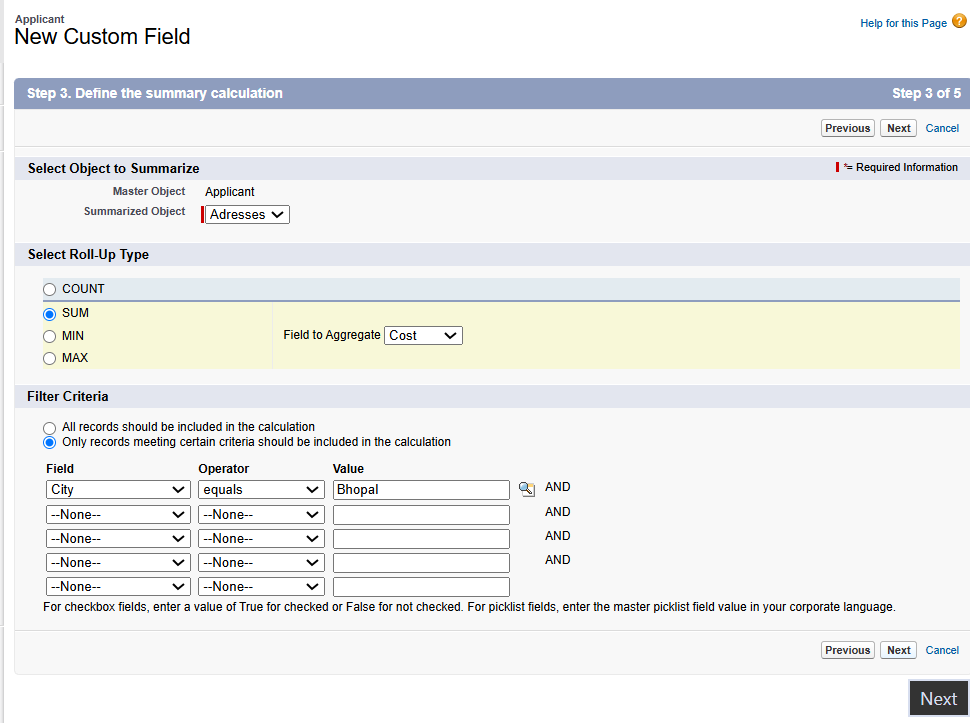 Applicant
New Custom Field
Help for this Page ?
Step 3. Define the summary calculation Step 3 of 5
Previous Next Cancel
Select Object to Summarize *= Required Information
Master Object Applicant
Summarized Object Adresses
Select Roll-Up Type
COUNT
SUM
MIN
MAX
Field to Aggregate Cost
Filter Criteria
All records should be included in the calculation
Only records meeting certain criteria should be included in the calculation
Field Operator Value
City equals Bhopal AND
--None-- --None-- AND
--None-- --None-- AND
--None-- --None-- AND
--None-- --None--
For checkbox fields, enter a value of True for checked or False for not checked. For picklist fields, enter the master picklist field value in your corporate language.
Previous Next Cancel
Next